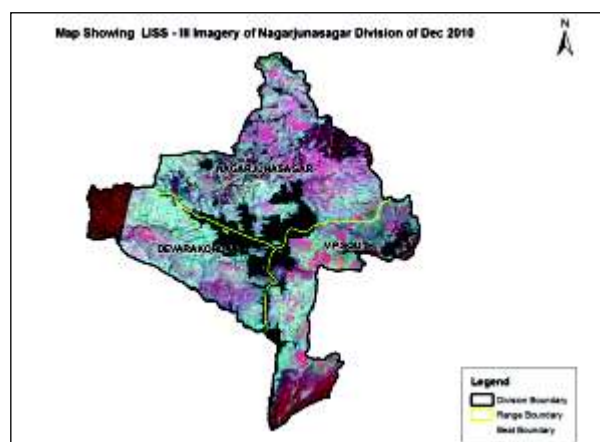 Map Showing LISS - III Imagery of Nagarjunasagar Division of Dec 2010
N
NAGARJUNASAGAR
Legend
Division Boundary
Range Boundary
Beat Boundary